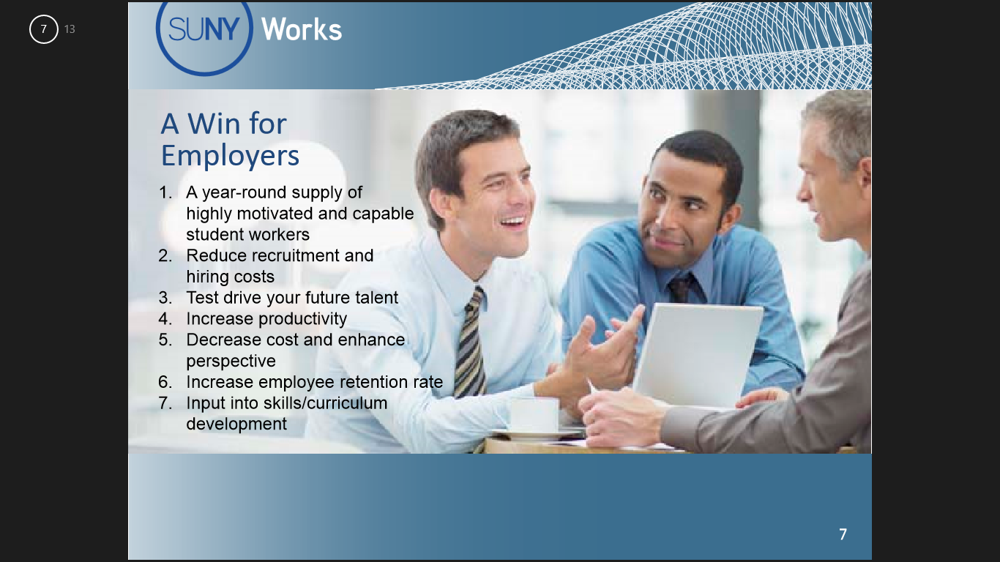 7 13
SUNY Works
A Win for
Employers
1. A year-round supply of
highly motivated and capable
student workers
2. Reduce recruitment and
hiring costs
3. Test drive your future talent
4. Increase productivity
5. Decrease cost and enhance
perspective
6. Increase employee retention rate
7. Input into skills/curriculum
development
7